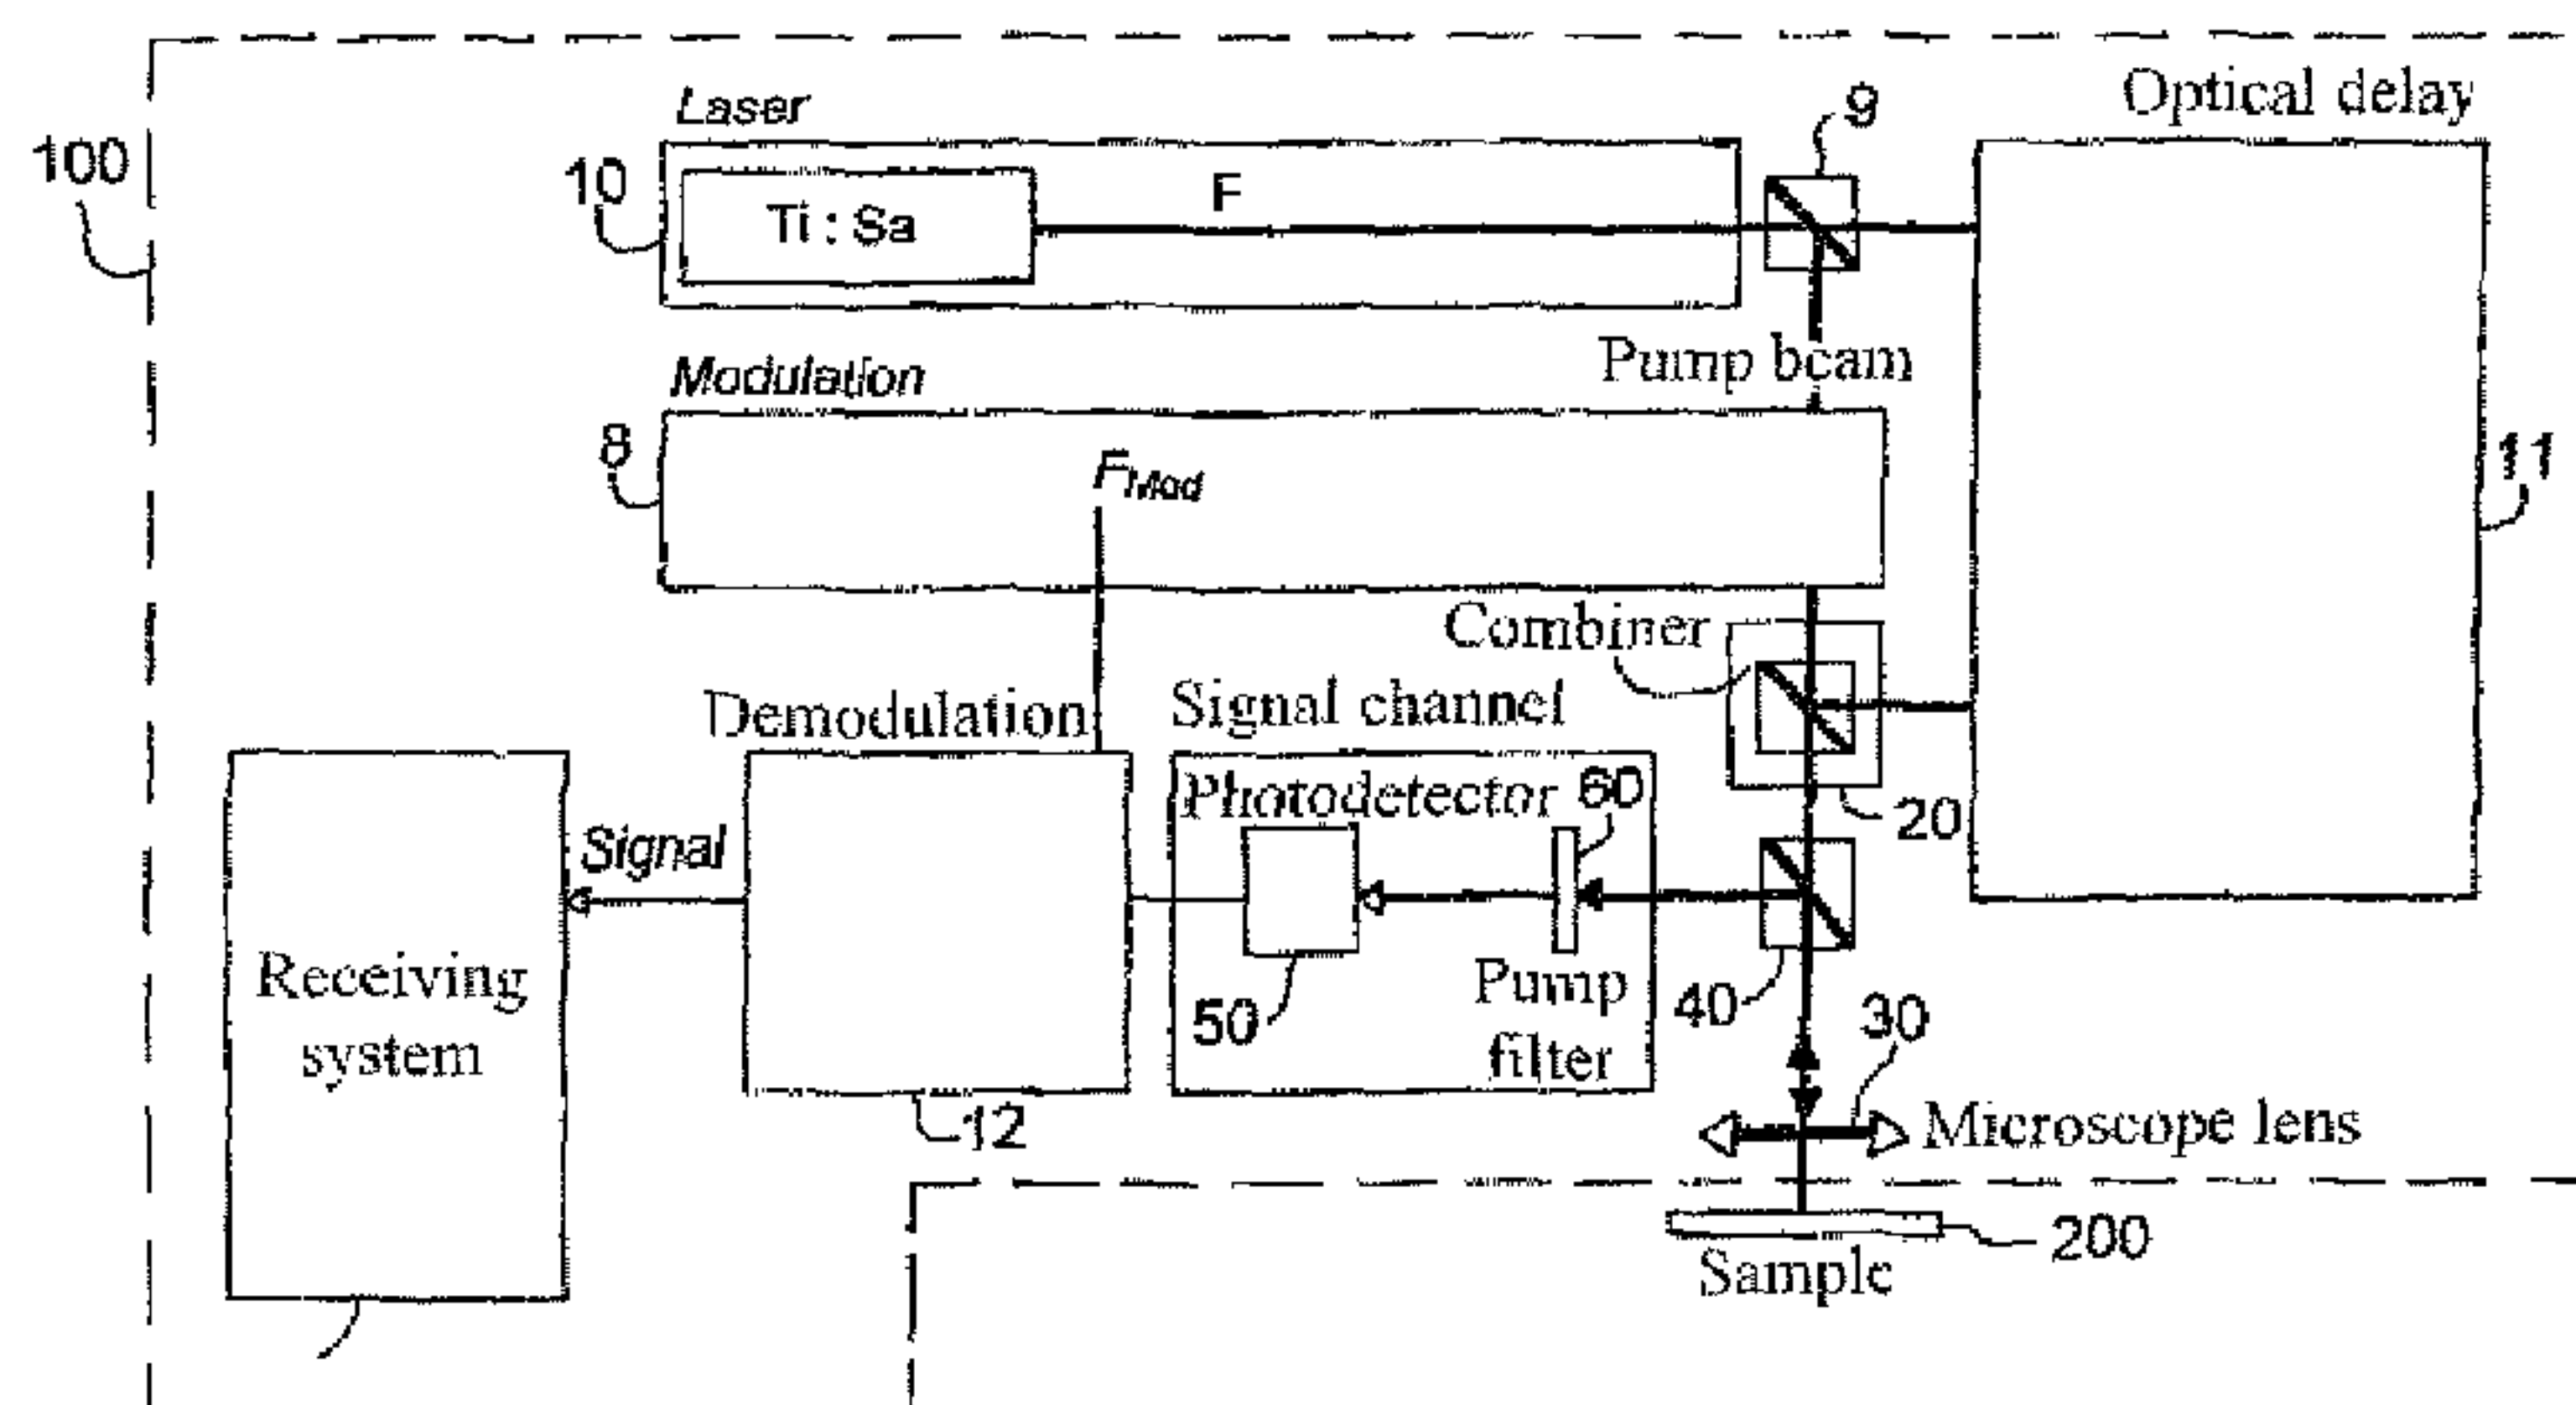 Optical delay
Laser
9
100
10
Ti : Sa
F
Pump beam
Modulation
8
FMod
11
Combiner
Demodulation
Signal channel
Photodetector
60
20
Signal
Receiving
system
50
Pump
filter
40
30
12
Microscope lens
200
Sample